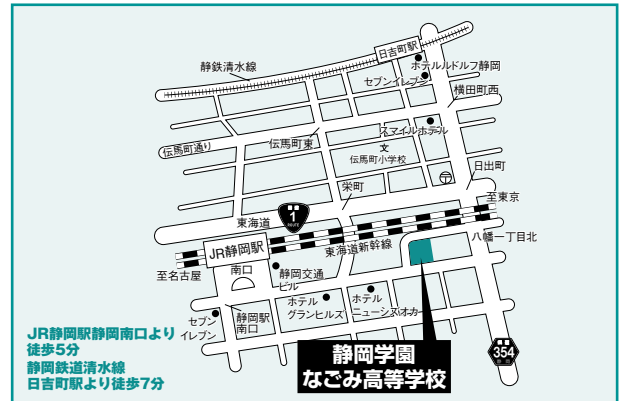 日吉町駅
静鉄清水線
ホテルルドルフ静岡
セブンイレブン
横田町西
スマイルホテル
伝馬町通り
伝馬町東
文
伝馬町小学校
日出町
栄町
〒
至東京
1
ROUTE
東海道
八幡一丁目北
JR静岡駅
東海道新幹線
至名古屋
南口
静岡交通
ビル
ホテル
グランヒルズ
ホテル
ニューシズオカ
静岡駅
南口
セブン
イレブン
354
静岡学園
なごみ高等学校
JR静岡駅静岡南口より
徒歩5分
静岡鉄道清水線
日吉町駅より徒歩7分